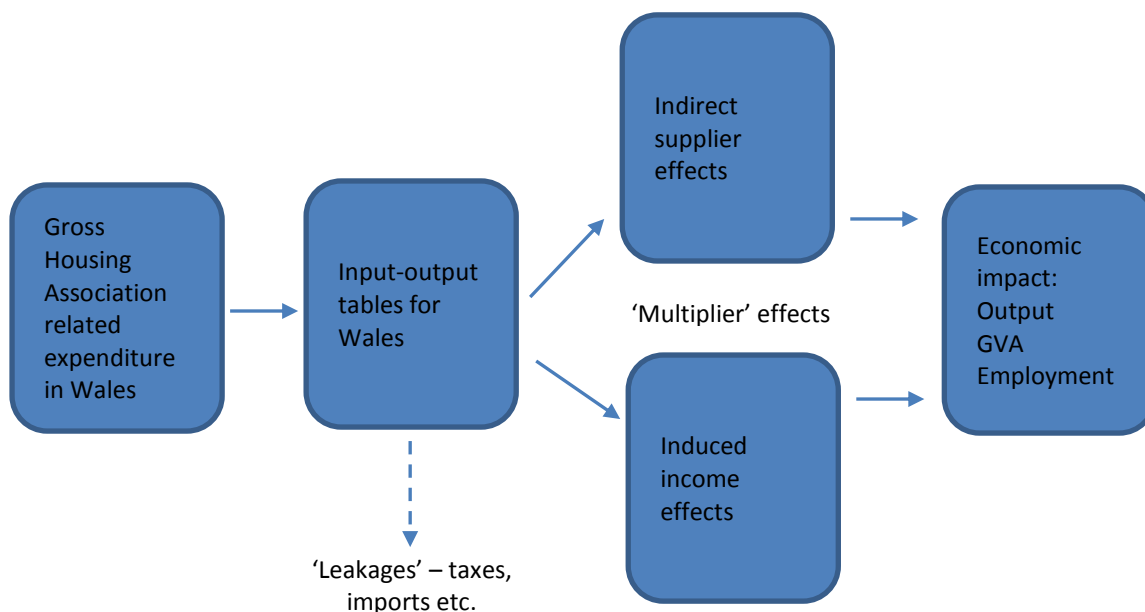 Gross
Housing
Association
related
expenditure
in Wales
Input-output
tables for
Wales
‘Leakages’ – taxes,
imports etc.
Indirect
supplier
effects
‘Multiplier’ effects
Induced
income
effects
Economic
impact:
Output
GVA
Employment